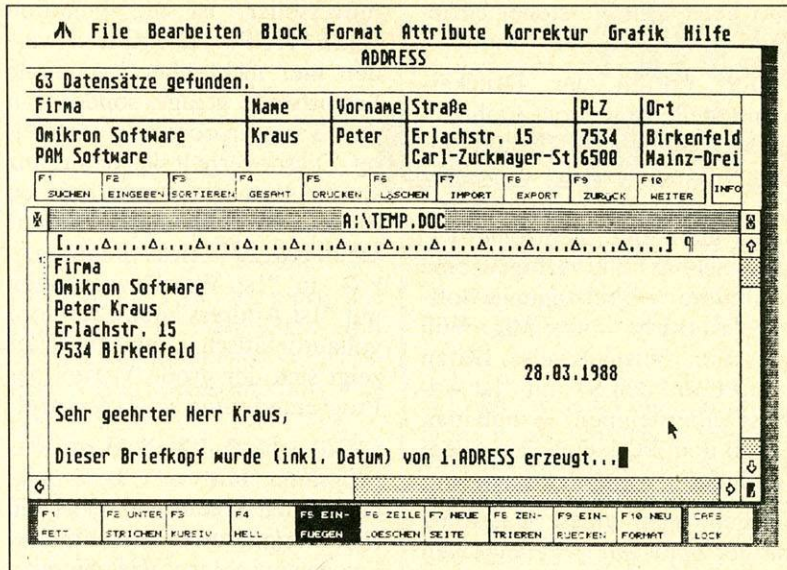 File Bearbeiten Block Format Attribute Korrektur Grafik Hilfe
ADDRESS
63 Datensätze gefunden.
Firma Name Vorname Straße PLZ Ort
Omikron Software Kraus Peter Erlachstr. 15 7534 Birkenfeld
PAM Software Carl-Zuckmayer-St 6500 Mainz-Drei
F1 F2 F3 F4 F5 F6 F7 F8 F9 F10 INFO
SUCHEN EINGEBEN SORTIEREN GESAMT DRUCKEN LöSCHEN IMPORT EXPORT ZURüCK WEITER
A:\TEMP.DOC
[....Δ....Δ....Δ....Δ....Δ....Δ....Δ....Δ....Δ....Δ....Δ....Δ....] ¶
1
Firma
Omikron Software
Peter Kraus
Erlachstr. 15
7534 Birkenfeld
28.03.1988
Sehr geehrter Herr Kraus,
Dieser Briefkopf wurde (inkl. Datum) von 1.ADRESS erzeugt...
F1 F2 UNTER F3 F4 F5 EIN- F6 ZEILE F7 NEUE F8 ZEN- F9 EIN- F10 NEU CAPS
FETT STRICHEN KURSIV HELL FUEGEN LOESCHEN SEITE TRIEREN RUECKEN FORMAT LOCK